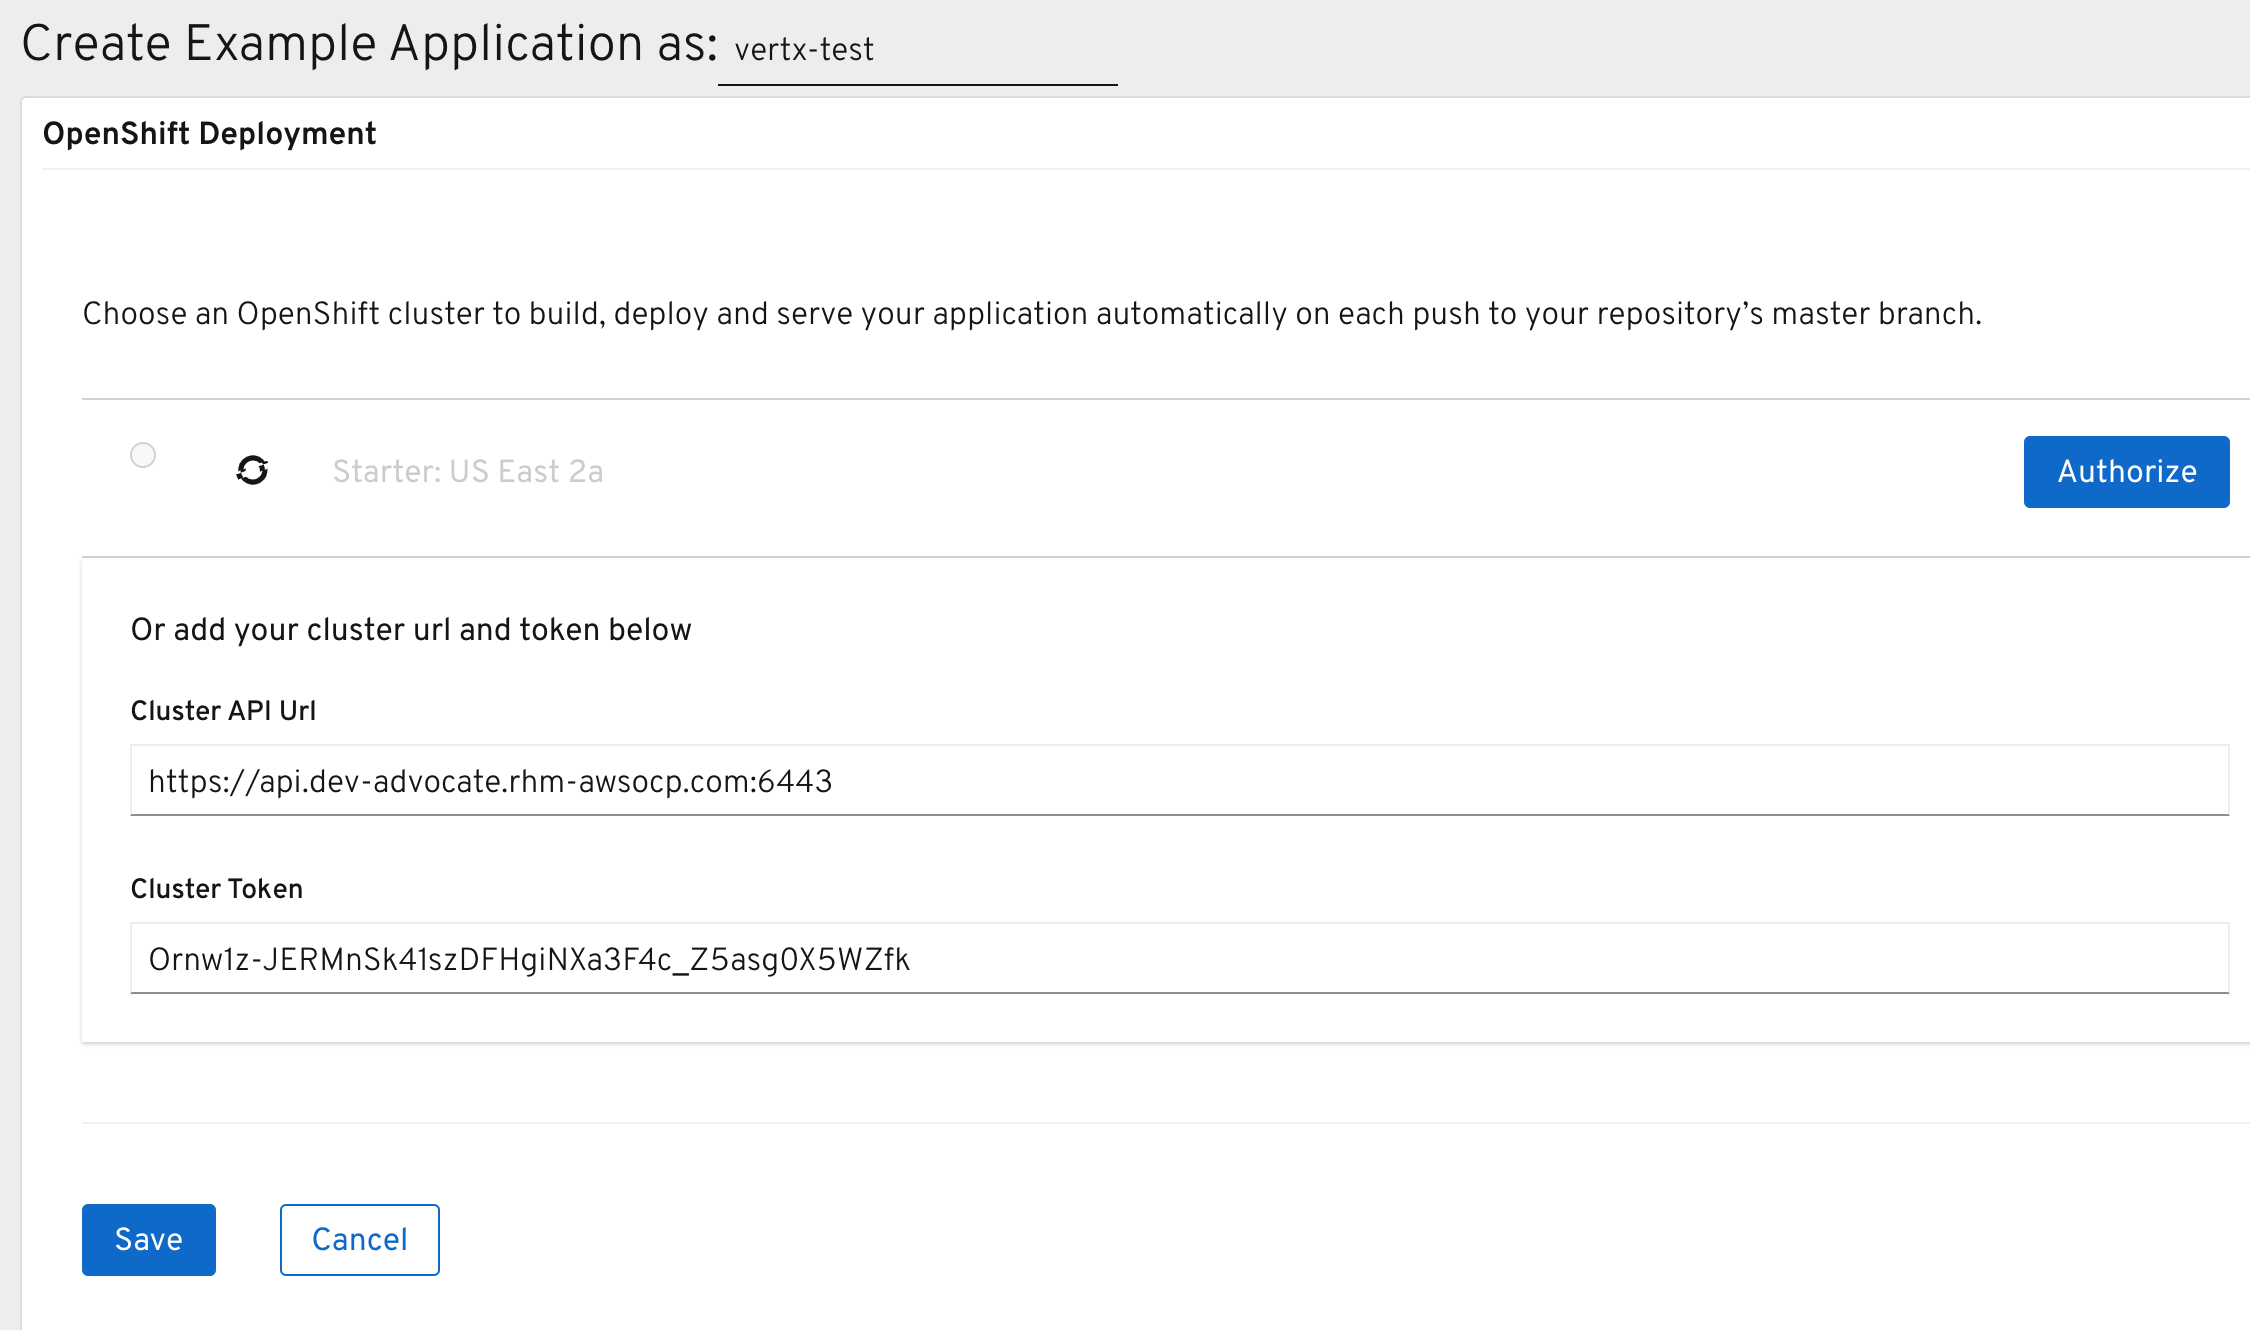 Create Example Application as: vertx-test
OpenShift Deployment
Choose an OpenShift cluster to build, deploy and serve your application automatically on each push to your repository’s master branch.
Starter: US East 2a
Authorize
Or add your cluster url and token below
Cluster API Url
https://api.dev-advocate.rhm-awsocp.com:6443
Cluster Token
Ornw1z-JERMnSk41szDFHgiNXa3F4c_Z5asg0X5WZfk
Save
Cancel